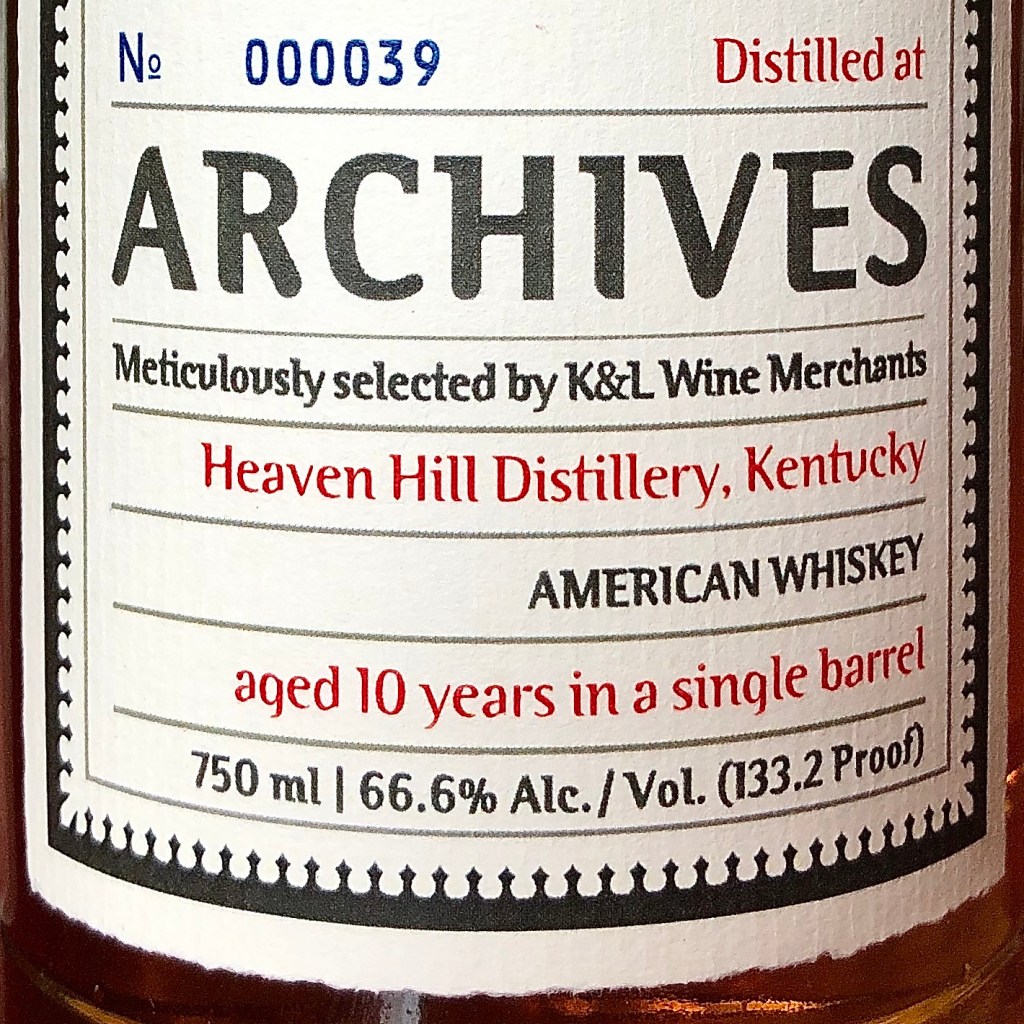 № 000039 Distilled at
ARCHIVES
Meticulously selected by K&L Wine Merchants
Heaven Hill Distillery, Kentucky
AMERICAN WHISKEY
aged 10 years in a single barrel
750 ml | 66.6% Alc./Vol. (133.2 Proof)